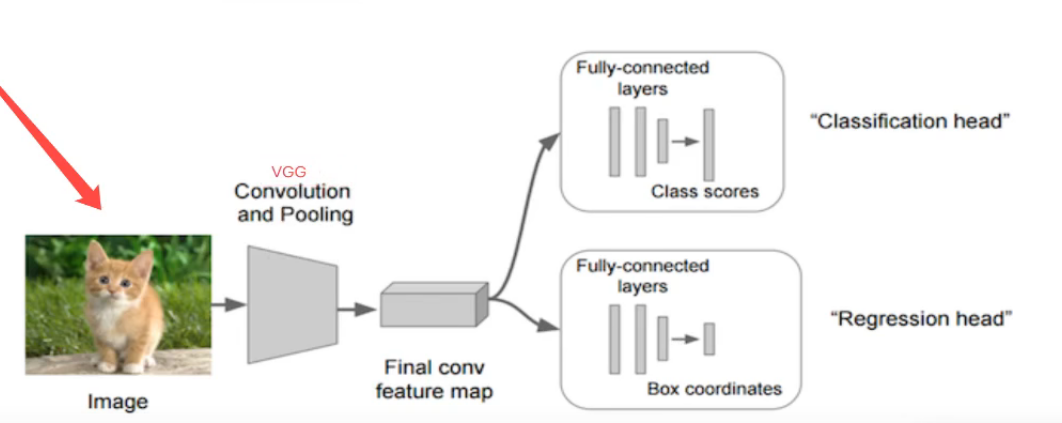 Fully-connected
layers
Class scores
“Classification head”
VGG
Convolution
and Pooling
Image
Final conv
feature map
Fully-connected
layers
Box coordinates
“Regression head”